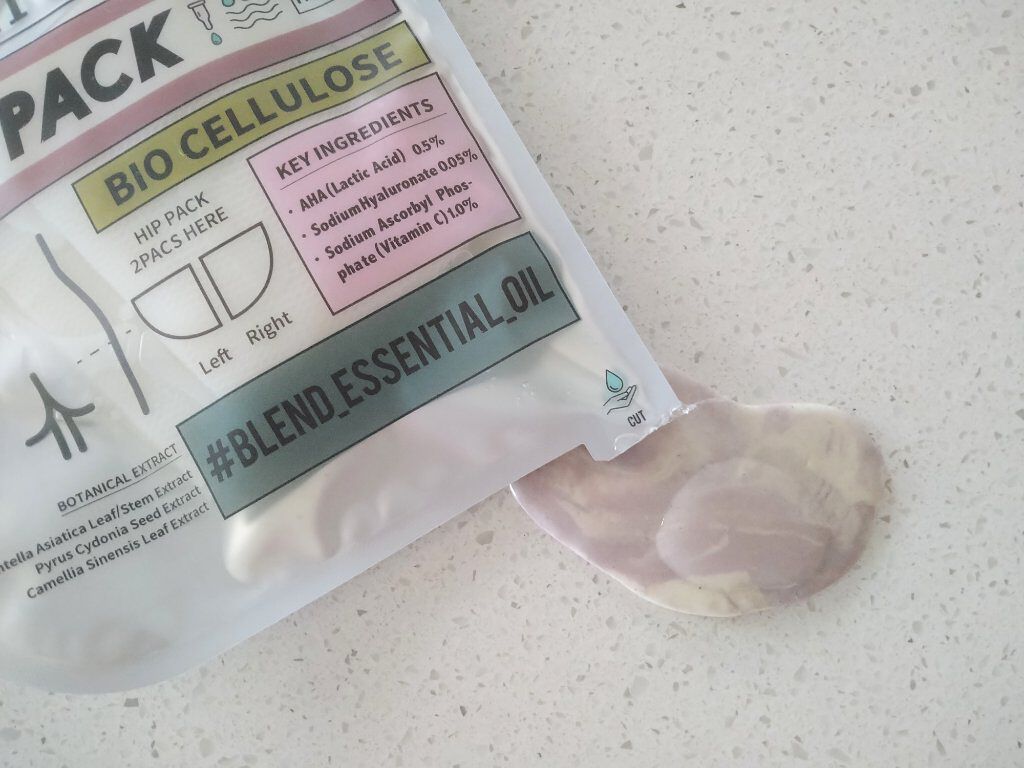 PACK
BIO CELLULOSE
HIP PACK
2PACS HERE
Left Right
KEY INGREDIENTS
· AHA (Lactic Acid) 0.5%
· Sodium Hyaluronate 0.05%
· Sodium Ascorbyl Phos-
phate (Vitamin C) 1.0%
#BLEND_ESSENTIAL_OIL
CUT
BOTANICAL EXTRACT
ntella Asiatica Leaf/Stem Extract
Pyrus Cydonia Seed Extract
Camellia Sinensis Leaf Extract